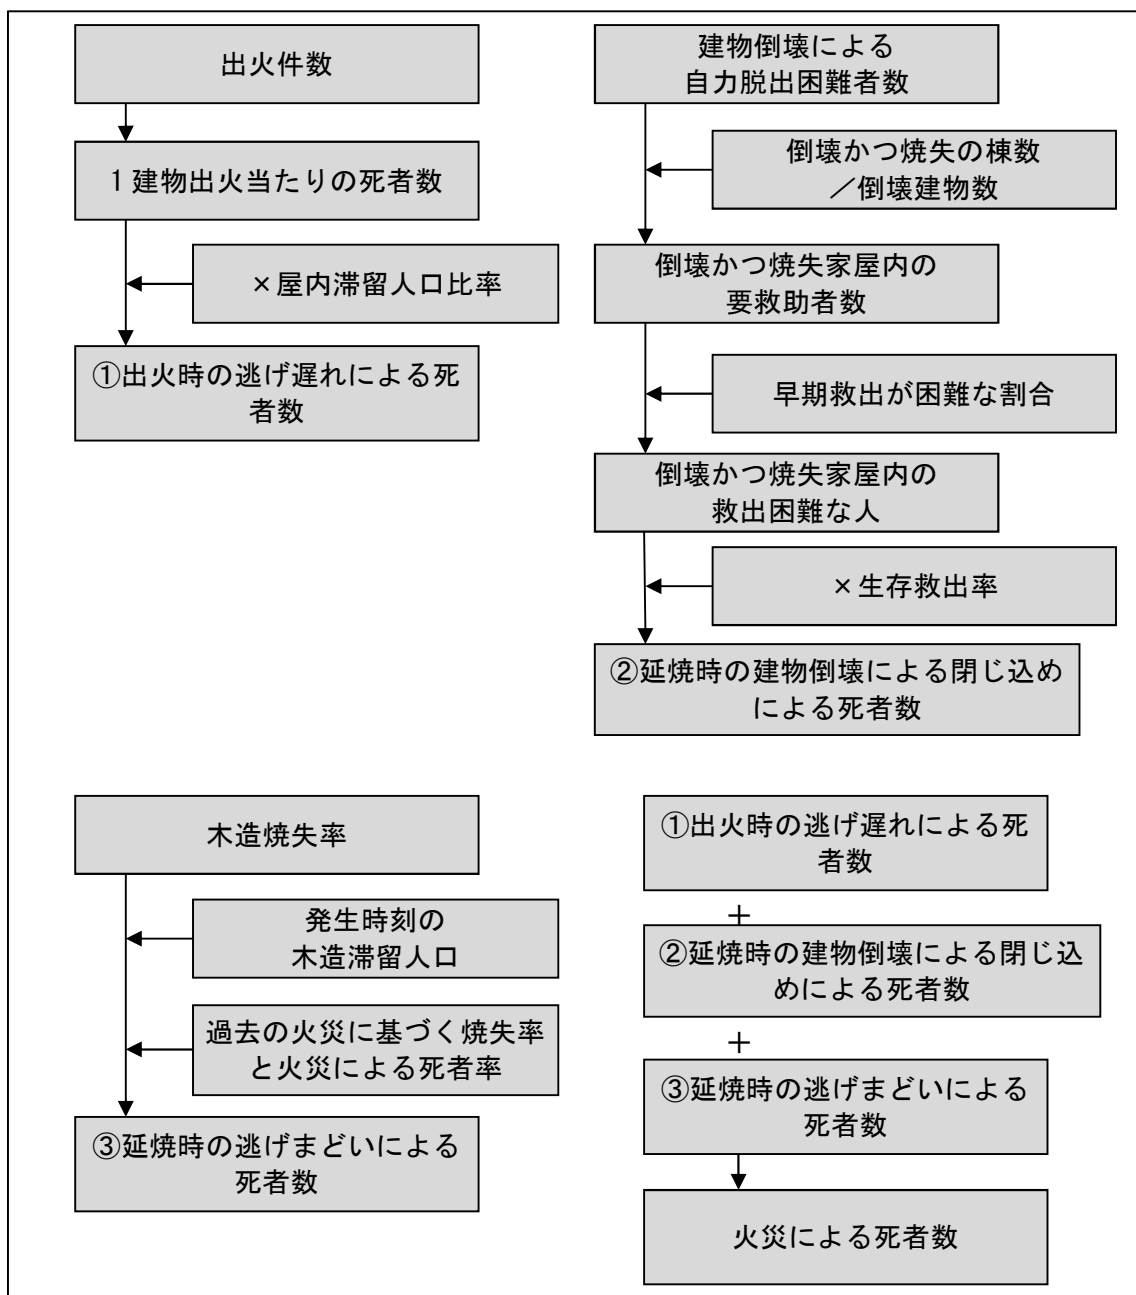 出火件数
1建物出火当たりの死者数
×屋内滞留人口比率
①出火時の逃げ遅れによる死
者数
建物倒壊による
自力脱出困難者数
倒壊かつ焼失の棟数
／倒壊建物数
倒壊かつ焼失家屋内の
要救助者数
早期救出が困難な割合
倒壊かつ焼失家屋内の
救出困難な人
×生存救出率
②延焼時の建物倒壊による閉じ込め
による死者数
木造焼失率
発生時刻の
木造滞留人口
過去の火災に基づく焼失率
と火災による死者率
③延焼時の逃げまどいによる
死者数
①出火時の逃げ遅れによる死
者数
＋
②延焼時の建物倒壊による閉じ込
めによる死者数
＋
③延焼時の逃げまどいによる
死者数
火災による死者数